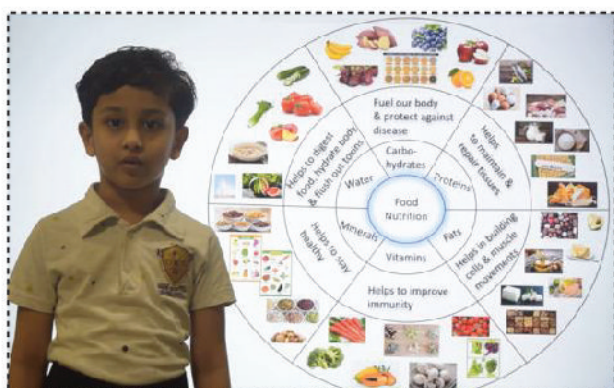 Fuel our body
& protect against
disease
Carbo-
hydrates
Helps to digest
food, hydrate body,
& flush out toxins
Water
Proteins
Helps
to maintain &
repair tissues
Food
Nutrition
Minerals
Helps to stay
healthy
Fats
Helps in building
cells & muscle
movements
Vitamins
Helps to improve
immunity